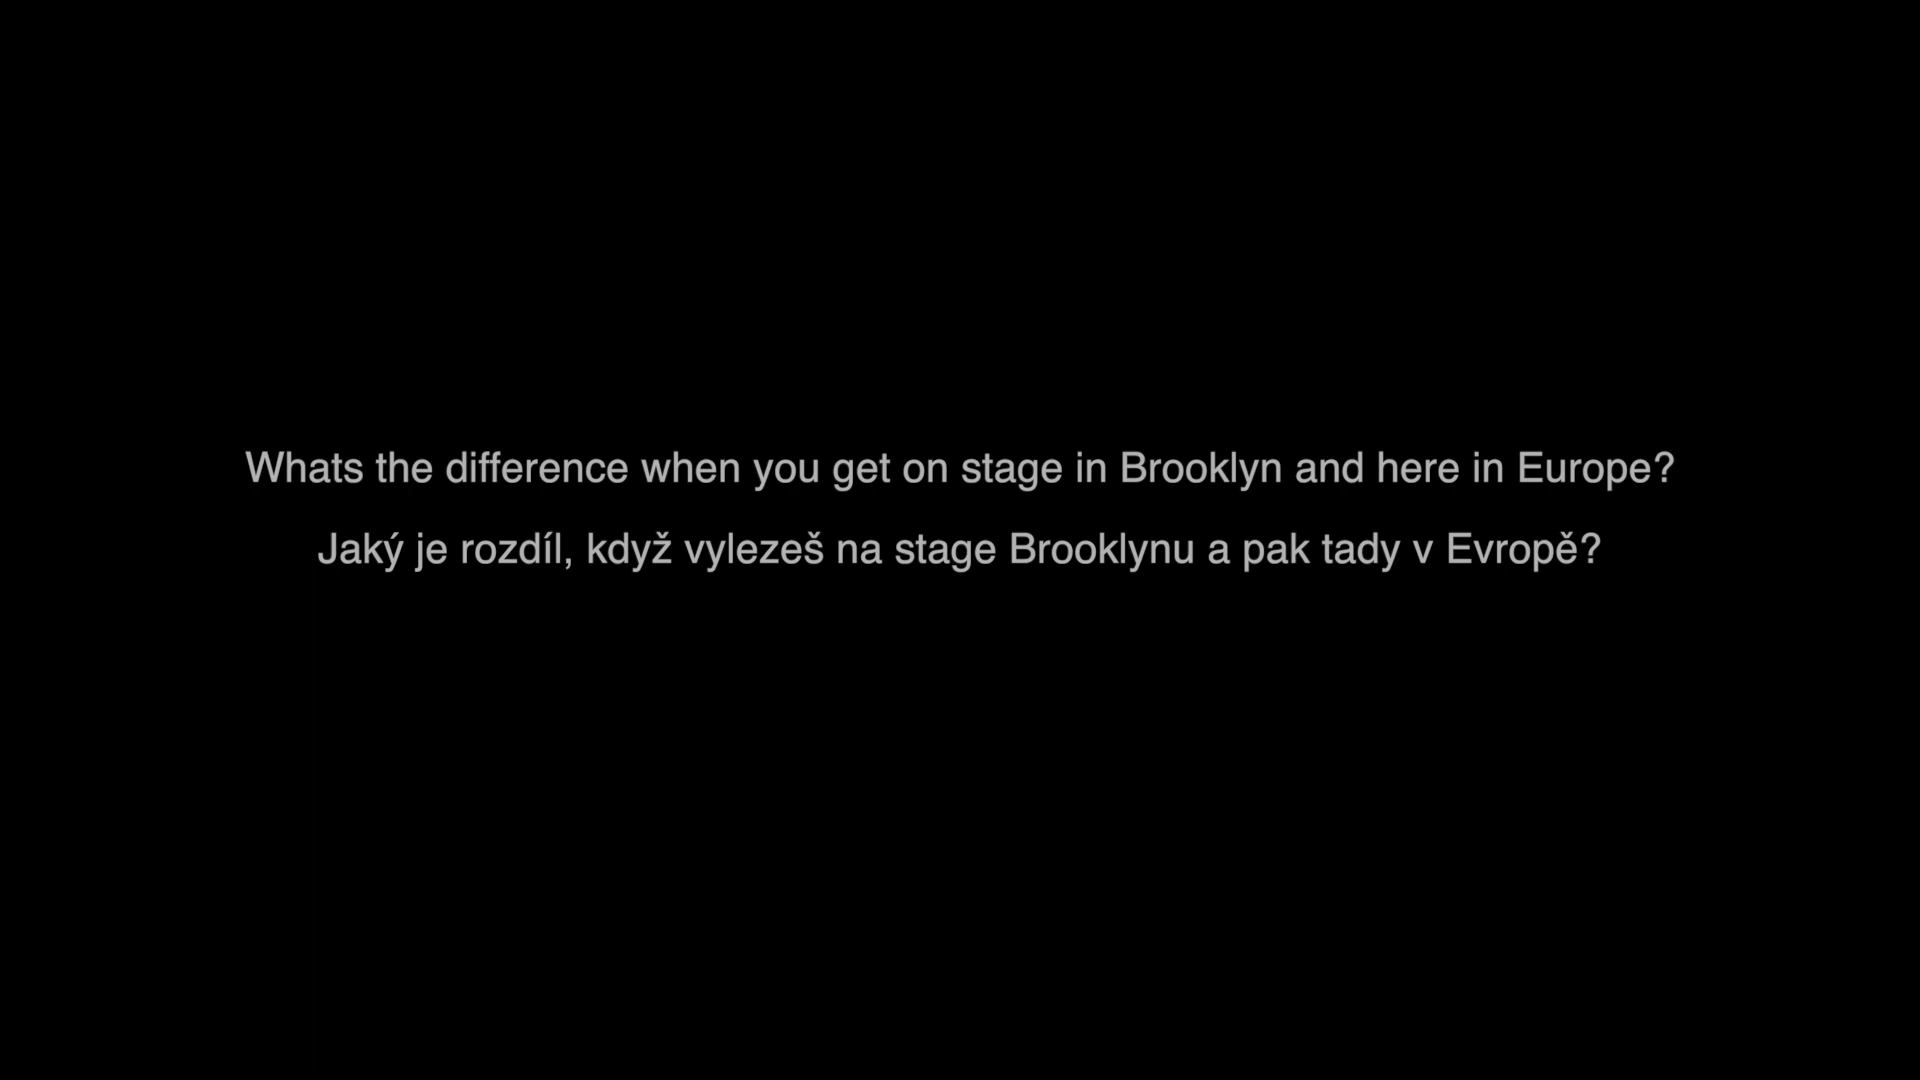 Whats the difference when you get on stage in Brooklyn and here in Europe?
Jaký je rozdíl, když vylezeš na stage Brooklynu a pak tady v Evropě?